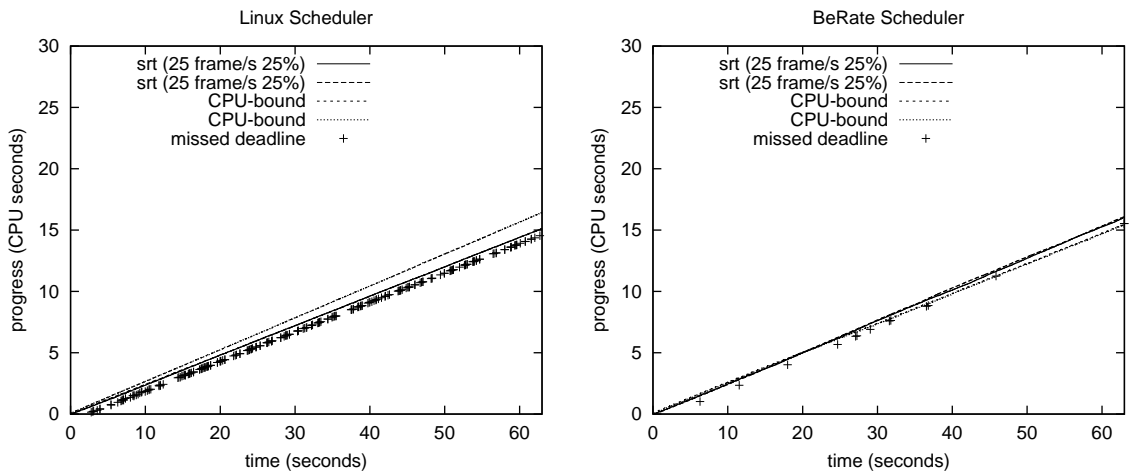 Linux Scheduler
30
25
20
15
10
5
0
progress (CPU seconds)
srt (25 frame/s 25%)
srt (25 frame/s 25%)
CPU-bound
CPU-bound
missed deadline
0 10 20 30 40 50 60
time (seconds)
BeRate Scheduler
30
25
20
15
10
5
0
progress (CPU seconds)
srt (25 frame/s 25%)
srt (25 frame/s 25%)
CPU-bound
CPU-bound
missed deadline
0 10 20 30 40 50 60
time (seconds)